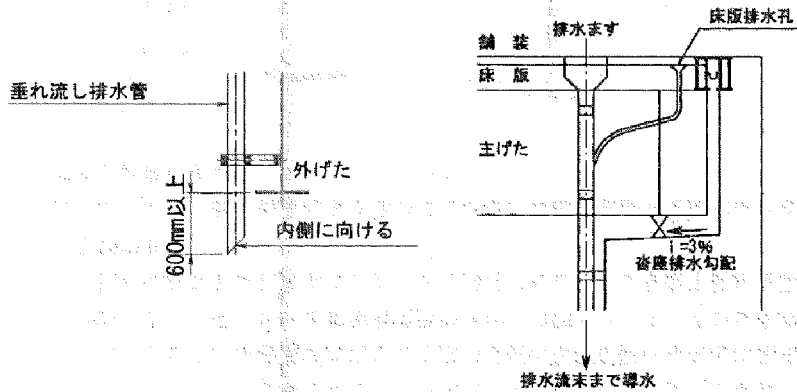 垂れ流し排水管
外げた
600mm以上
内側に向ける
排水ます
床版排水孔
舗装
床版
主げた
i=3%
沓座排水勾配
排水流末まで導水